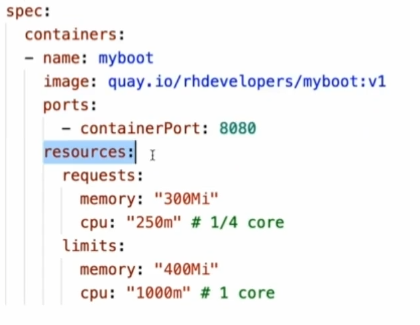 spec:
  containers:
  - name: myboot
    image: quay.io/rhdevelopers/myboot:v1
    ports:
      - containerPort: 8080
    resources:
      requests:
        memory: "300Mi"
        cpu: "250m" # 1/4 core
      limits:
        memory: "400Mi"
        cpu: "1000m" # 1 core